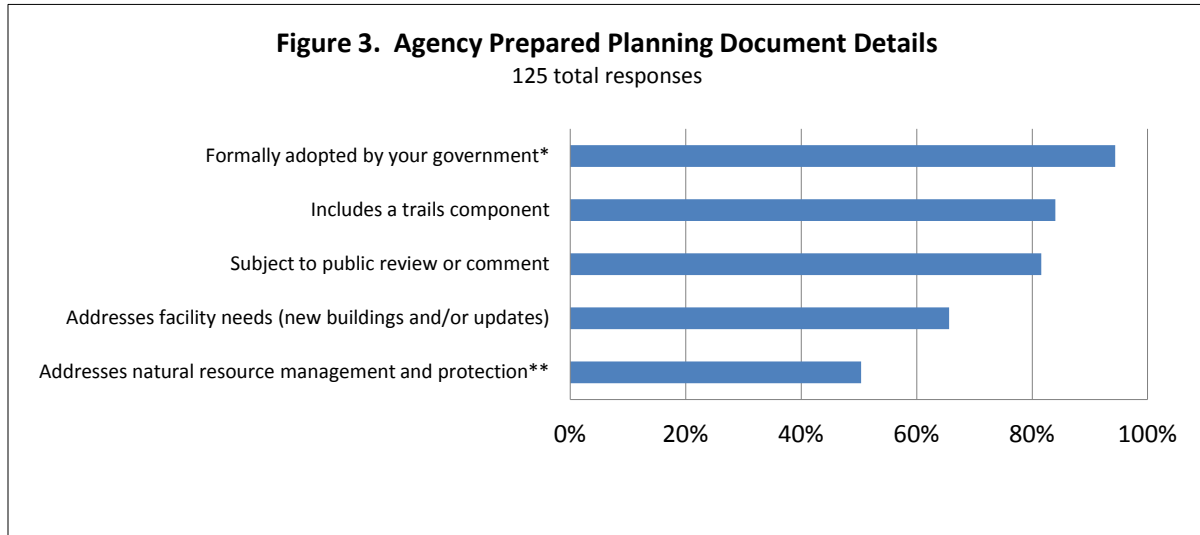 Figure 3.  Agency Prepared Planning Document Details
125 total responses
Formally adopted by your government*
Includes a trails component
Subject to public review or comment
Addresses facility needs (new buildings and/or updates)
Addresses natural resource management and protection**
0% 20% 40% 60% 80% 100%